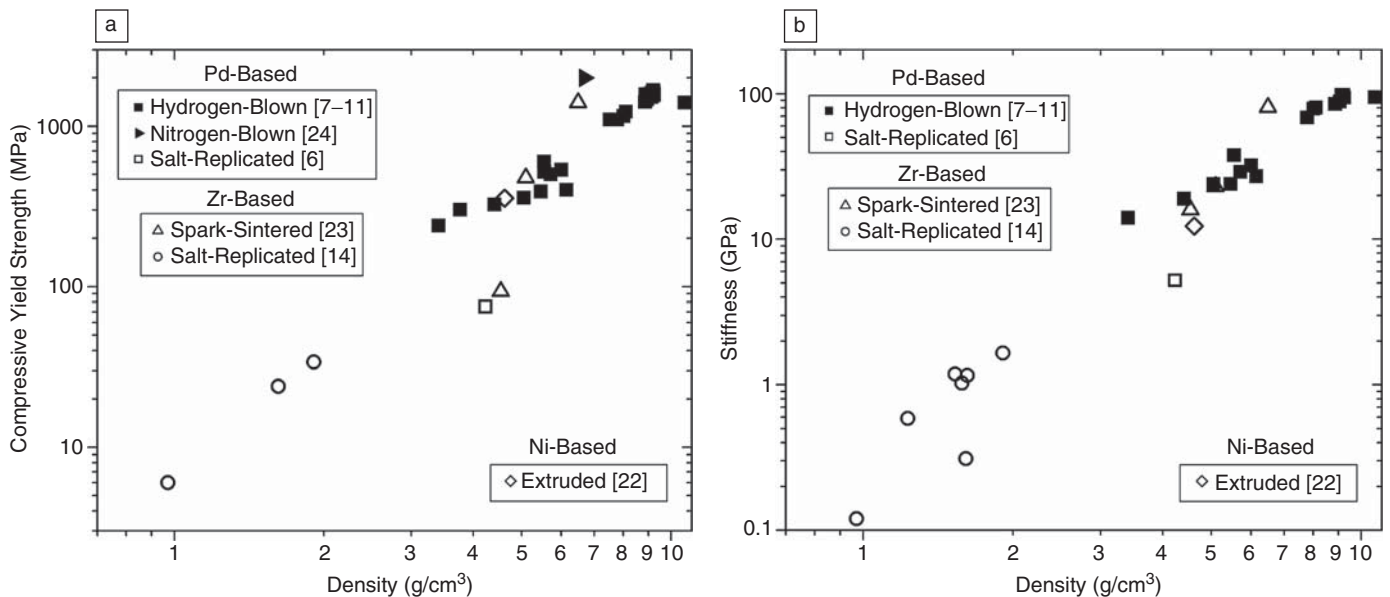 a
Compressive Yield Strength (MPa)
1000
100
10
Pd-Based
Hydrogen-Blown [7–11]
Nitrogen-Blown [24]
Salt-Replicated [6]
Zr-Based
Spark-Sintered [23]
Salt-Replicated [14]
Ni-Based
Extruded [22]
1 2 3 4 5 6 7 8 9 10
Density (g/cm³)
b
Stiffness (GPa)
100
10
1
0.1
Pd-Based
Hydrogen-Blown [7–11]
Salt-Replicated [6]
Zr-Based
Spark-Sintered [23]
Salt-Replicated [14]
Ni-Based
Extruded [22]
1 2 3 4 5 6 7 8 9 10
Density (g/cm³)